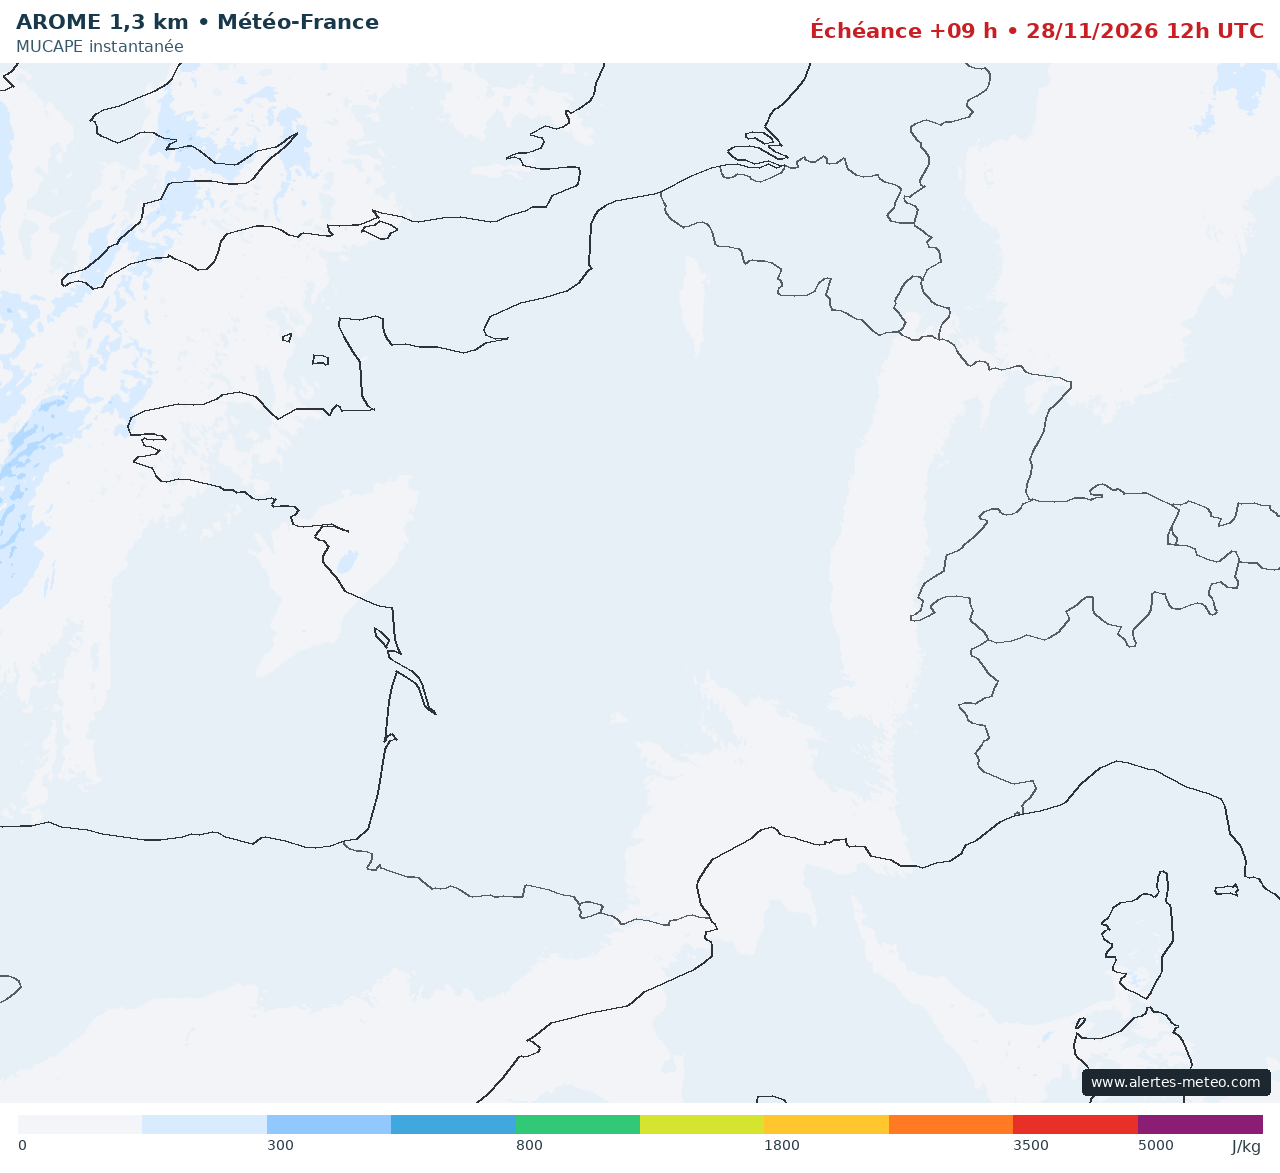 AROME 1,3 km • Météo-France
MUCAPE instantanée
Échéance +09 h • 28/11/2026 12h UTC
www.alertes-meteo.com
0 300 800 1800 3500 5000 J/kg